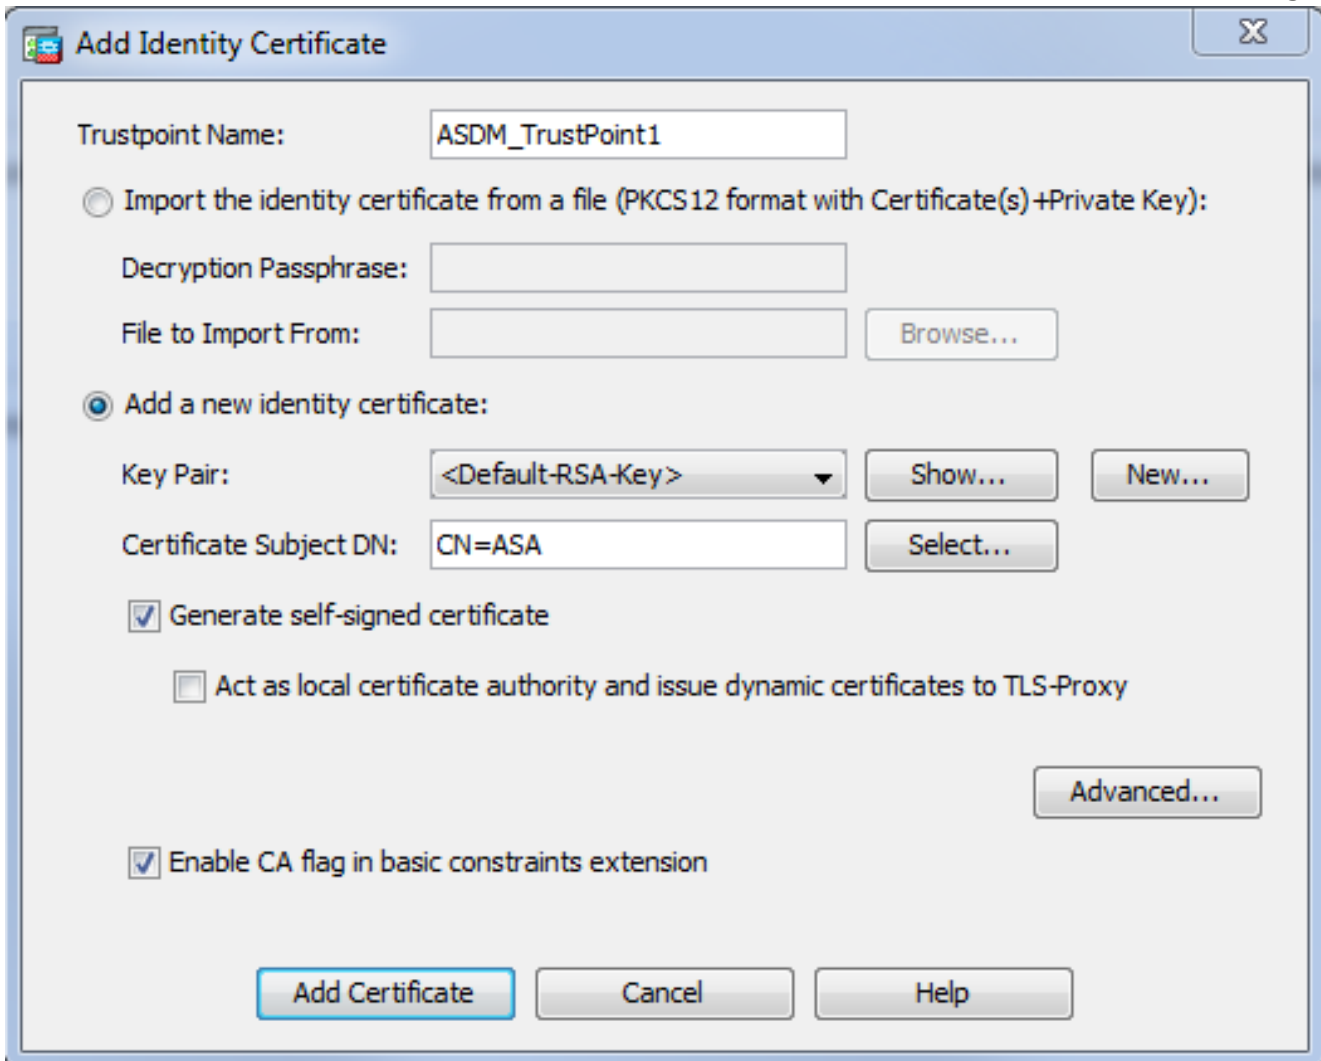 Add Identity Certificate
Trustpoint Name: ASDM_TrustPoint1
Import the identity certificate from a file (PKCS12 format with Certificate(s)+Private Key):
Decryption Passphrase:
File to Import From: Browse...
Add a new identity certificate:
Key Pair: <Default-RSA-Key> Show... New...
Certificate Subject DN: CN=ASA Select...
Generate self-signed certificate
Act as local certificate authority and issue dynamic certificates to TLS-Proxy
Advanced...
Enable CA flag in basic constraints extension
Add Certificate Cancel Help